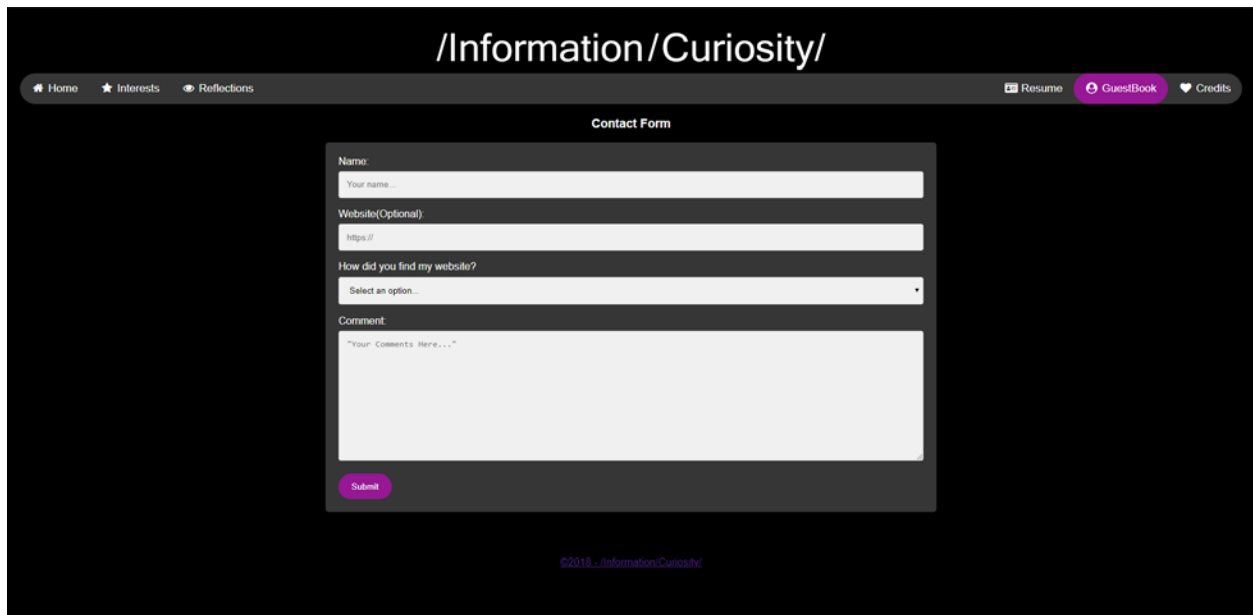 /Information/Curiosity/
Home Interests Reflections Resume GuestBook Credits
Contact Form
Name:
Your name...
Website(Optional):
https://
How did you find my website?
Select an option...
Comment:
"Your Comments Here..."
Submit
©2018 - /Information/Curiosity/